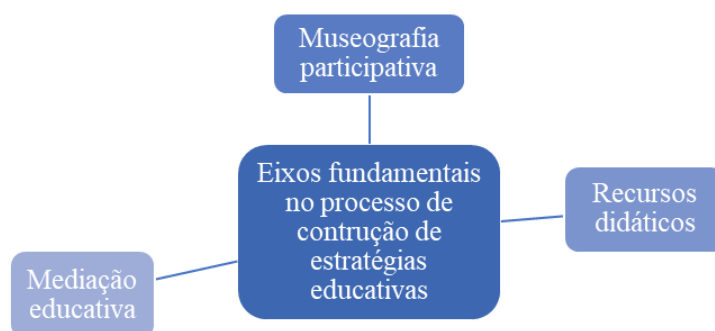 Museografia
participativa
Eixos fundamentais
no processo de
contrução de
estratégias
educativas
Recursos
didáticos
Mediação
educativa